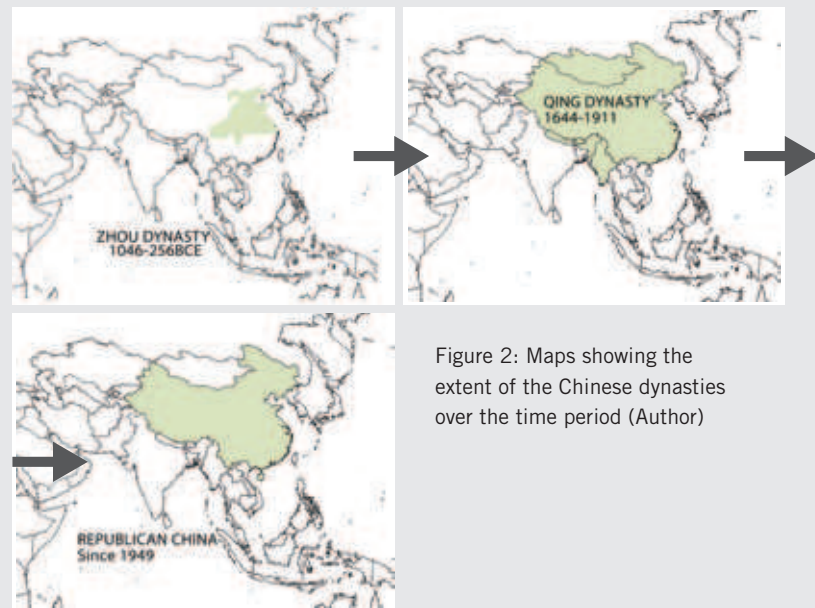 ZHOU DYNASTY
1046-256BCE
QING DYNASTY
1644-1911
REPUBLICAN CHINA
Since 1949
Figure 2: Maps showing the
extent of the Chinese dynasties
over the time period (Author)